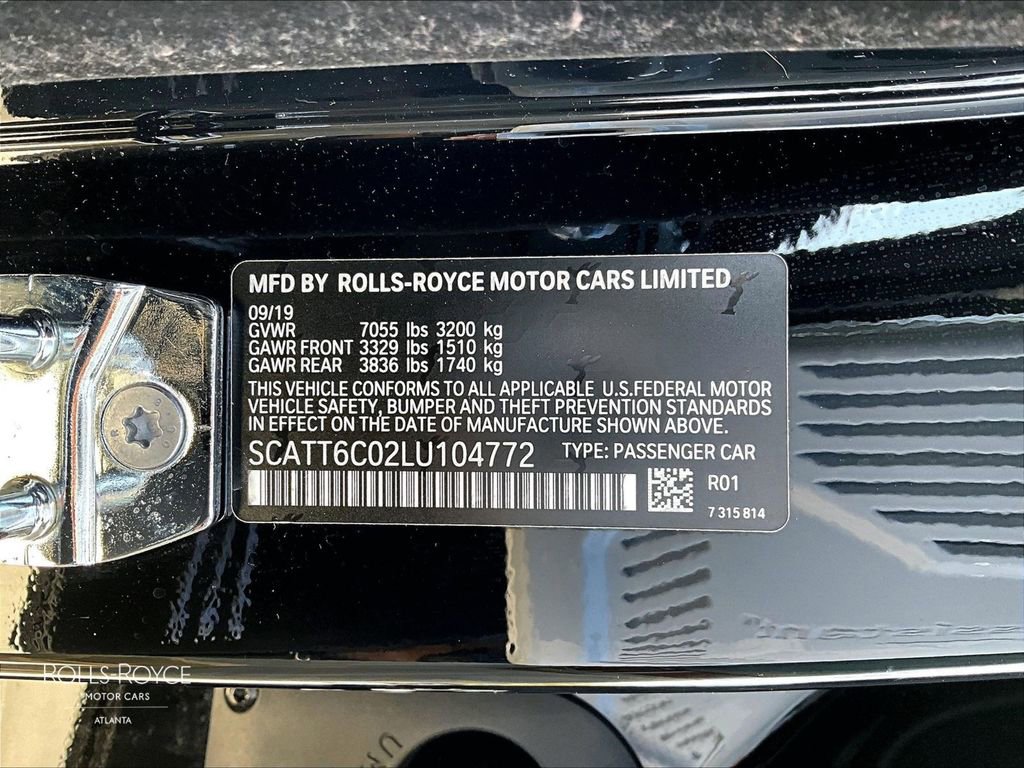 MFD BY ROLLS-ROYCE MOTOR CARS LIMITED
09/19
GVWR 7055 lbs 3200 kg
GAWR FRONT 3329 lbs 1510 kg
GAWR REAR 3836 lbs 1740 kg
THIS VEHICLE CONFORMS TO ALL APPLICABLE U.S.FEDERAL MOTOR
VEHICLE SAFETY, BUMPER AND THEFT PREVENTION STANDARDS
IN EFFECT ON THE DATE OF MANUFACTURE SHOWN ABOVE.
SCATT6C02LU104772 TYPE: PASSENGER CAR
R01
7 315 814
ROLLS-ROYCE
MOTOR CARS
ATLANTA